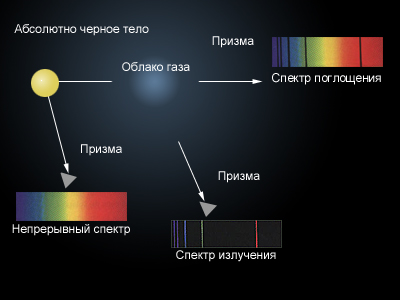 Абсолютно черное тело
Призма
Облако газа
Спектр поглощения
Призма
Призма
Непрерывный спектр
Спектр излучения